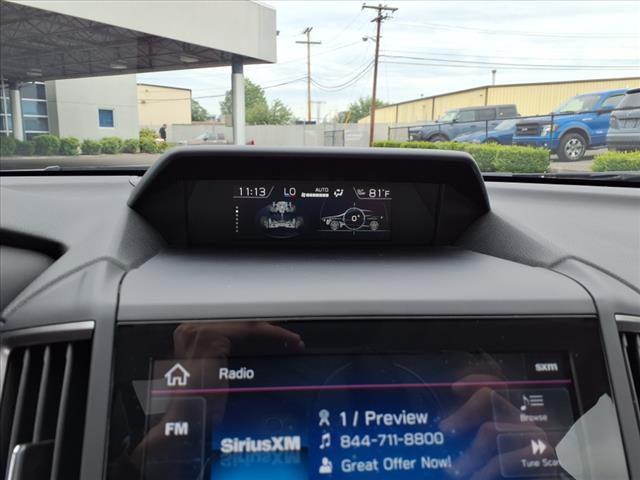 11:13 LO AUTO 81°F
0°
Radio sxm
FM
SiriusXM
1 / Preview
844-711-8800
Great Offer Now!
Browse
Tune Scan